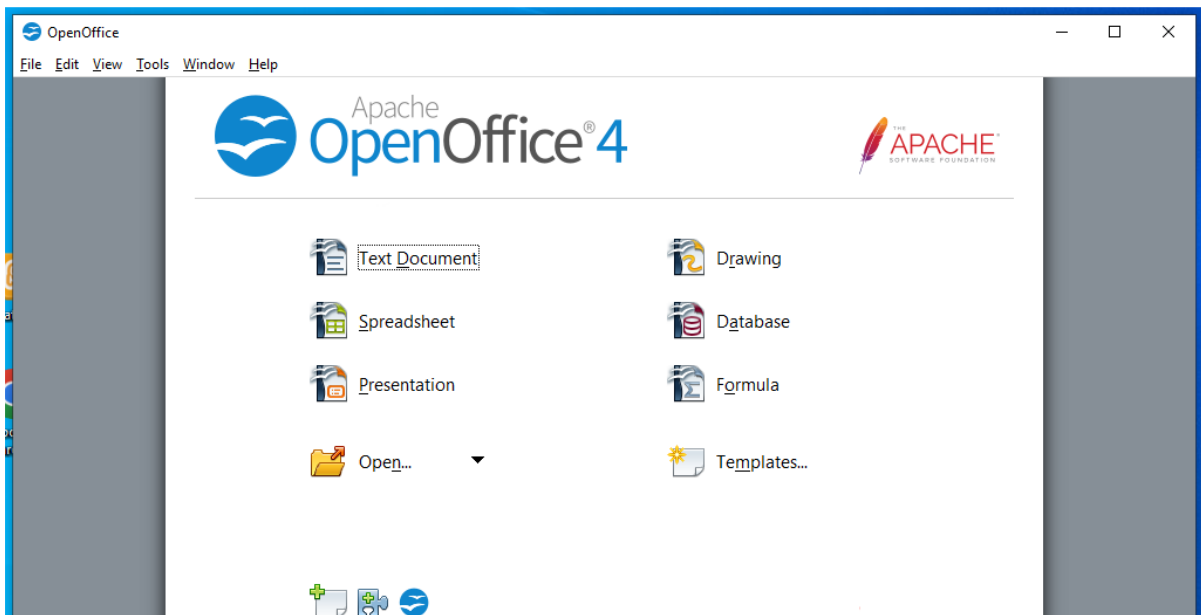 OpenOffice
File Edit View Tools Window Help
Apache
OpenOffice® 4
THE
APACHE
SOFTWARE FOUNDATION
Text Document
Drawing
Spreadsheet
Database
Presentation
Formula
Open...
Templates...